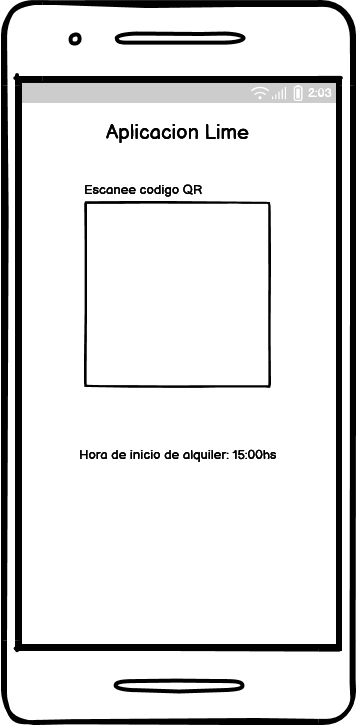 2:03
Aplicacion Lime
Escanee codigo QR
Hora de inicio de alquiler: 15:00hs